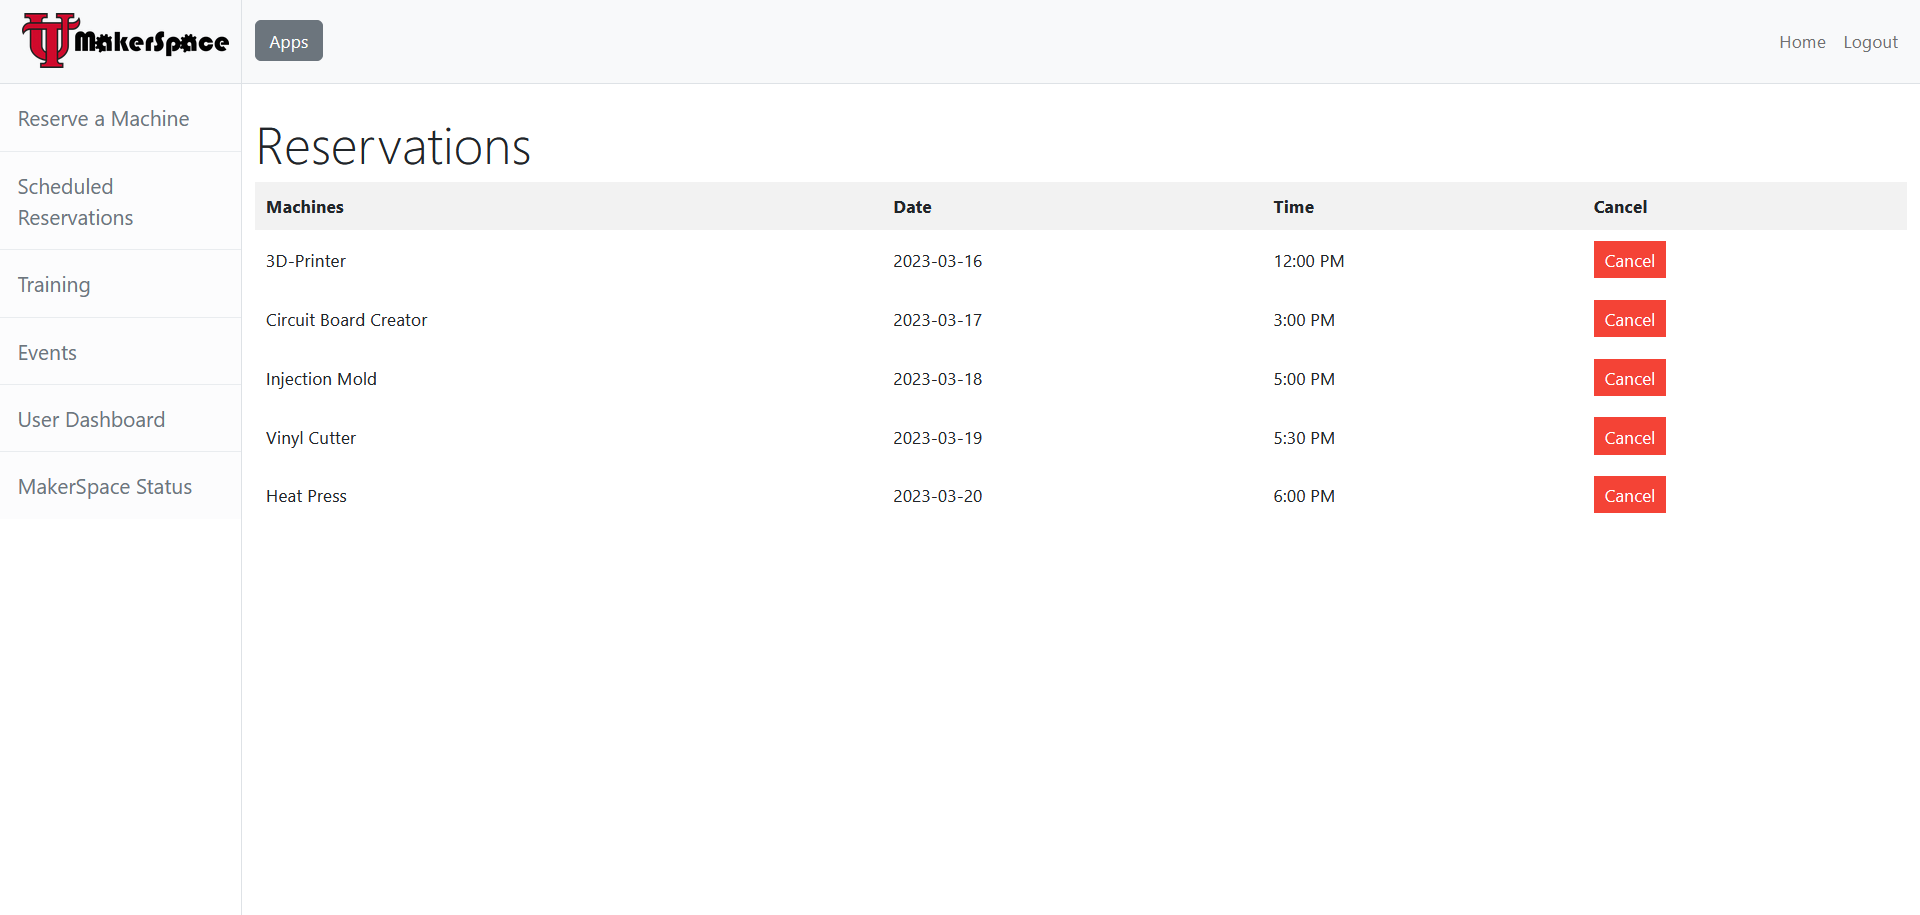 MakerSpace
Apps
Home Logout
Reserve a Machine
Scheduled
Reservations
Training
Events
User Dashboard
MakerSpace Status
Reservations
Machines Date Time Cancel
3D-Printer 2023-03-16 12:00 PM Cancel
Circuit Board Creator 2023-03-17 3:00 PM Cancel
Injection Mold 2023-03-18 5:00 PM Cancel
Vinyl Cutter 2023-03-19 5:30 PM Cancel
Heat Press 2023-03-20 6:00 PM Cancel